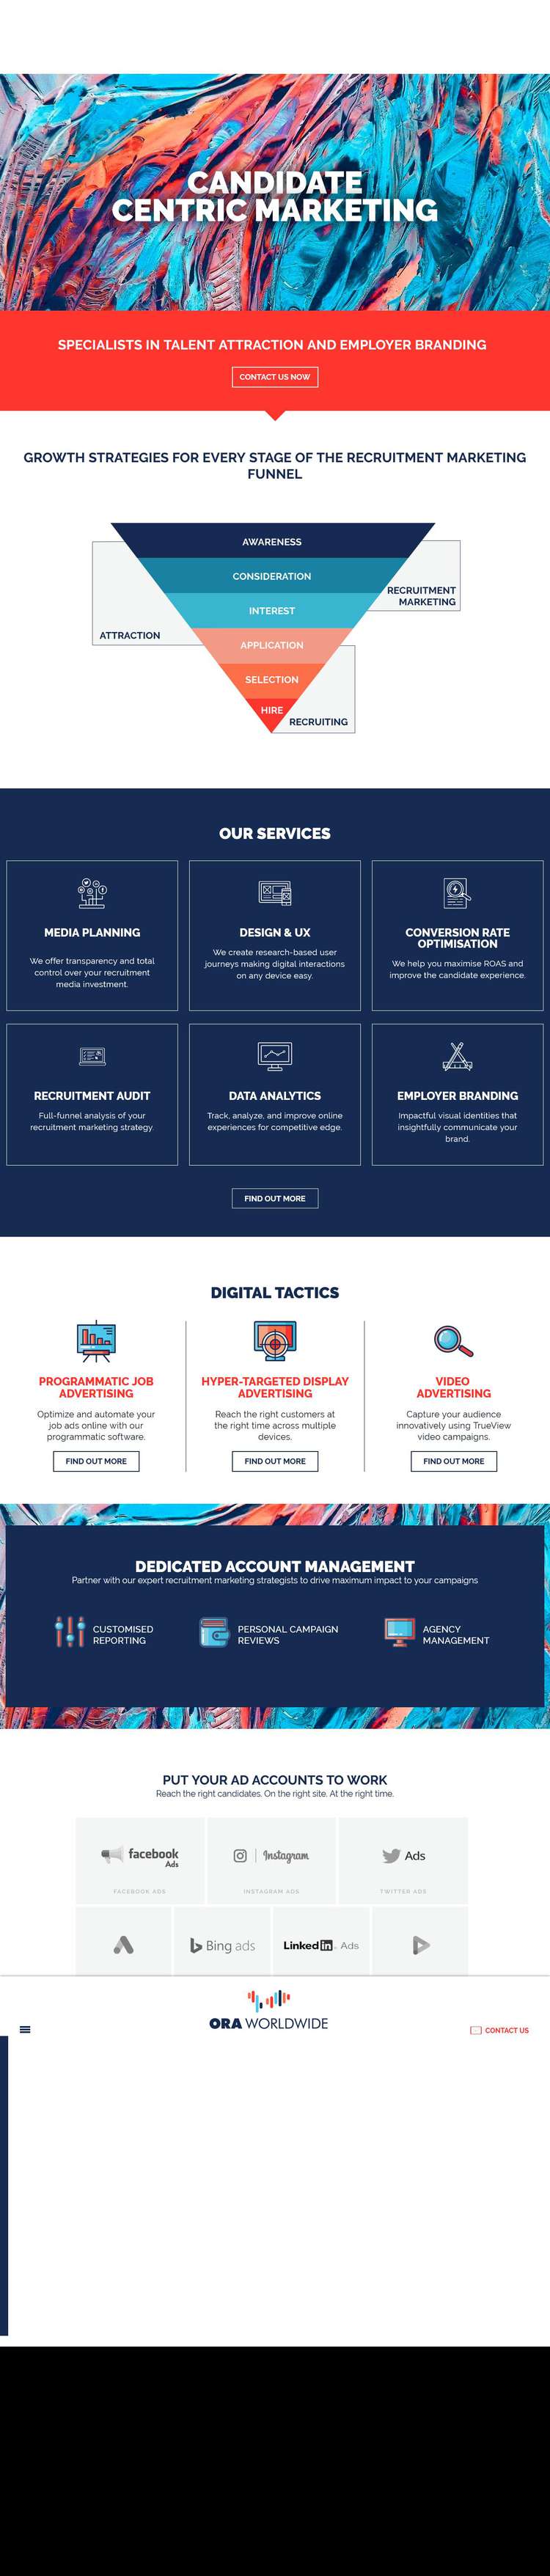 CANDIDATE
CENTRIC MARKETING
SPECIALISTS IN TALENT ATTRACTION AND EMPLOYER BRANDING
CONTACT US NOW
GROWTH STRATEGIES FOR EVERY STAGE OF THE RECRUITMENT MARKETING
FUNNEL
AWARENESS
CONSIDERATION
RECRUITMENT
MARKETING
INTEREST
ATTRACTION
APPLICATION
SELECTION
HIRE
RECRUITING
OUR SERVICES
MEDIA PLANNING
We offer transparency and total
control over your recruitment
media investment.
DESIGN & UX
We create research-based user
journeys making digital interactions
on any device easy.
CONVERSION RATE
OPTIMISATION
We help you maximise ROAS and
improve the candidate experience.
RECRUITMENT AUDIT
Full-funnel analysis of your
recruitment marketing strategy.
DATA ANALYTICS
Track, analyze, and improve online
experiences for competitive edge.
EMPLOYER BRANDING
Impactful visual identities that
insightfully communicate your
brand.
FIND OUT MORE
DIGITAL TACTICS
PROGRAMMATIC JOB
ADVERTISING
Optimize and automate your
job ads online with our
programmatic software.
FIND OUT MORE
HYPER-TARGETED DISPLAY
ADVERTISING
Reach the right customers at
the right time across multiple
devices.
FIND OUT MORE
VIDEO
ADVERTISING
Capture your audience
innovatively using TrueView
video campaigns.
FIND OUT MORE
DEDICATED ACCOUNT MANAGEMENT
Partner with our expert recruitment marketing strategists to drive maximum impact to your campaigns
CUSTOMISED
REPORTING
PERSONAL CAMPAIGN
REVIEWS
AGENCY
MANAGEMENT
PUT YOUR AD ACCOUNTS TO WORK
Reach the right candidates. On the right site. At the right time.
facebook
Ads
FACEBOOK ADS
Instagram
INSTAGRAM ADS
Ads
TWITTER ADS
Bing ads
Linked in Ads
ORA WORLDWIDE
CONTACT US